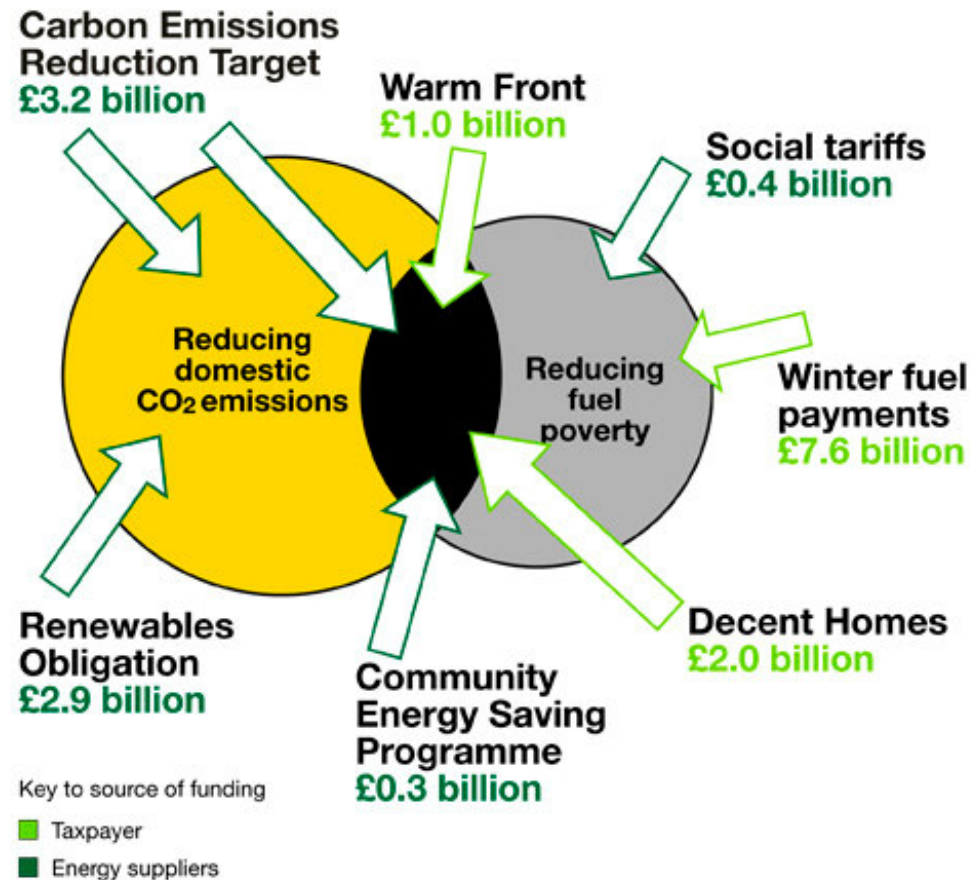 Carbon Emissions
Reduction Target
£3.2 billion
Warm Front
£1.0 billion
Social tariffs
£0.4 billion
Reducing
domestic
CO₂ emissions
Reducing
fuel
poverty
Winter fuel
payments
£7.6 billion
Renewables
Obligation
£2.9 billion
Community
Energy Saving
Programme
£0.3 billion
Decent Homes
£2.0 billion
Key to source of funding
Taxpayer
Energy suppliers